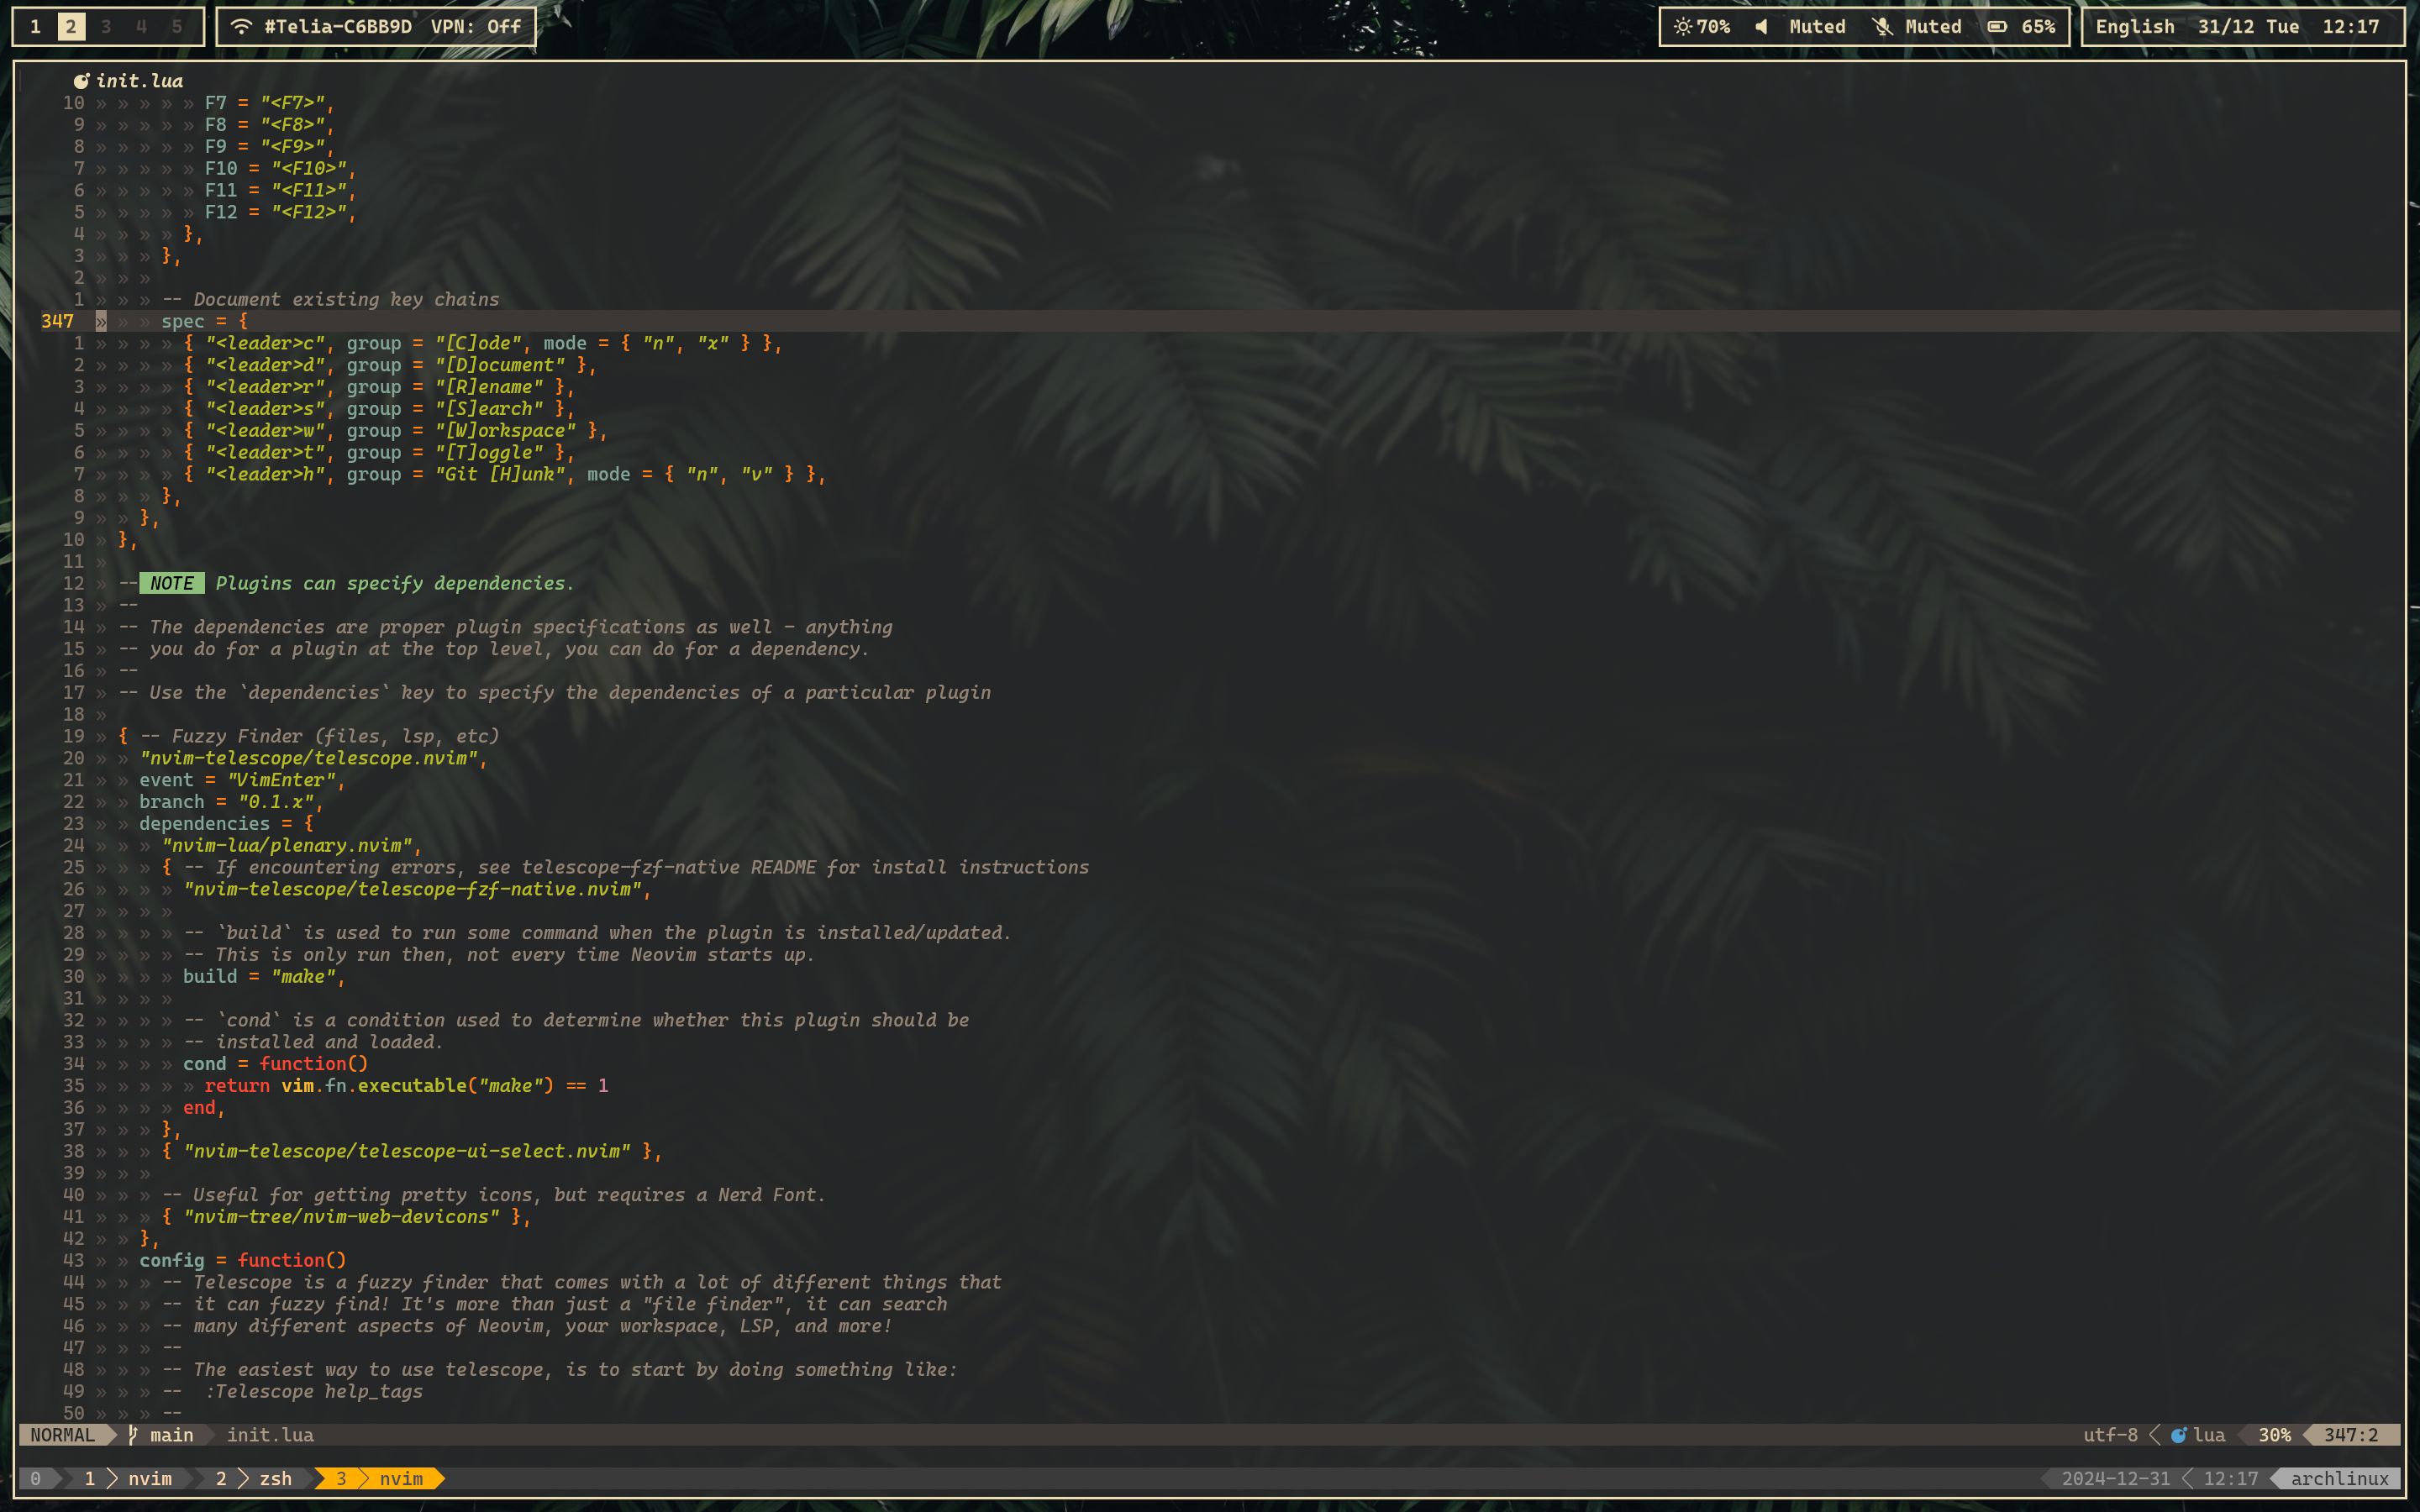 1 2 3 4 5 #Telia-C6BB9D VPN: Off 70% Muted Muted 65% English 31/12 Tue 12:17
init.lua
10 » » » » » F7 = "<F7>",
9 » » » » » F8 = "<F8>",
8 » » » » » F9 = "<F9>",
7 » » » » » F10 = "<F10>",
6 » » » » » F11 = "<F11>",
5 » » » » » F12 = "<F12>",
4 » » » » },
3 » » » },
2 » » »
1 » » » -- Document existing key chains
347 » » » spec = {
1 » » » » { "<leader>c", group = "[C]ode", mode = { "n", "x" } },
2 » » » » { "<leader>d", group = "[D]ocument" },
3 » » » » { "<leader>r", group = "[R]ename" },
4 » » » » { "<leader>s", group = "[S]earch" },
5 » » » » { "<leader>w", group = "[W]orkspace" },
6 » » » » { "<leader>t", group = "[T]oggle" },
7 » » » » { "<leader>h", group = "Git [H]unk", mode = { "n", "v" } },
8 » » » },
9 » » },
10 » },
11 »
12 » -- NOTE Plugins can specify dependencies.
13 » --
14 » -- The dependencies are proper plugin specifications as well - anything
15 » -- you do for a plugin at the top level, you can do for a dependency.
16 » --
17 » -- Use the `dependencies` key to specify the dependencies of a particular plugin
18 »
19 » { -- Fuzzy Finder (files, lsp, etc)
20 » » "nvim-telescope/telescope.nvim",
21 » » event = "VimEnter",
22 » » branch = "0.1.x",
23 » » dependencies = {
24 » » » "nvim-lua/plenary.nvim",
25 » » » { -- If encountering errors, see telescope-fzf-native README for install instructions
26 » » » » "nvim-telescope/telescope-fzf-native.nvim",
27 » » » »
28 » » » » -- `build` is used to run some command when the plugin is installed/updated.
29 » » » » -- This is only run then, not every time Neovim starts up.
30 » » » » build = "make",
31 » » » »
32 » » » » -- `cond` is a condition used to determine whether this plugin should be
33 » » » » -- installed and loaded.
34 » » » » cond = function()
35 » » » » » return vim.fn.executable("make") == 1
36 » » » » end,
37 » » » },
38 » » » { "nvim-telescope/telescope-ui-select.nvim" },
39 » » »
40 » » » -- Useful for getting pretty icons, but requires a Nerd Font.
41 » » » { "nvim-tree/nvim-web-devicons" },
42 » » },
43 » » config = function()
44 » » » -- Telescope is a fuzzy finder that comes with a lot of different things that
45 » » » -- it can fuzzy find! It's more than just a "file finder", it can search
46 » » » -- many different aspects of Neovim, your workspace, LSP, and more!
47 » » » --
48 » » » -- The easiest way to use telescope, is to start by doing something like:
49 » » » --  :Telescope help_tags
50 » » » --
NORMAL main init.lua utf-8 lua 30% 347:2
0 1 nvim 2 zsh 3 nvim 2024-12-31 12:17 archlinux